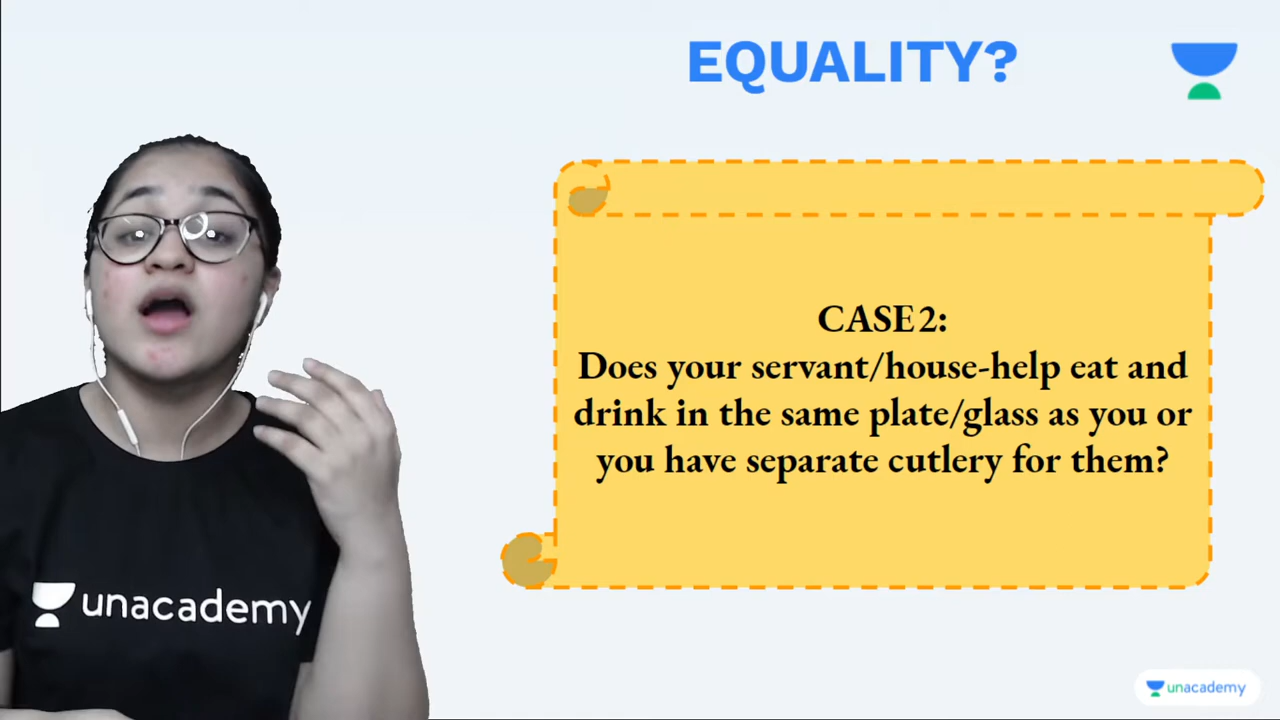 EQUALITY?
CASE 2:
Does your servant/house-help eat and
drink in the same plate/glass as you or
you have separate cutlery for them?
unacademy
unacademy